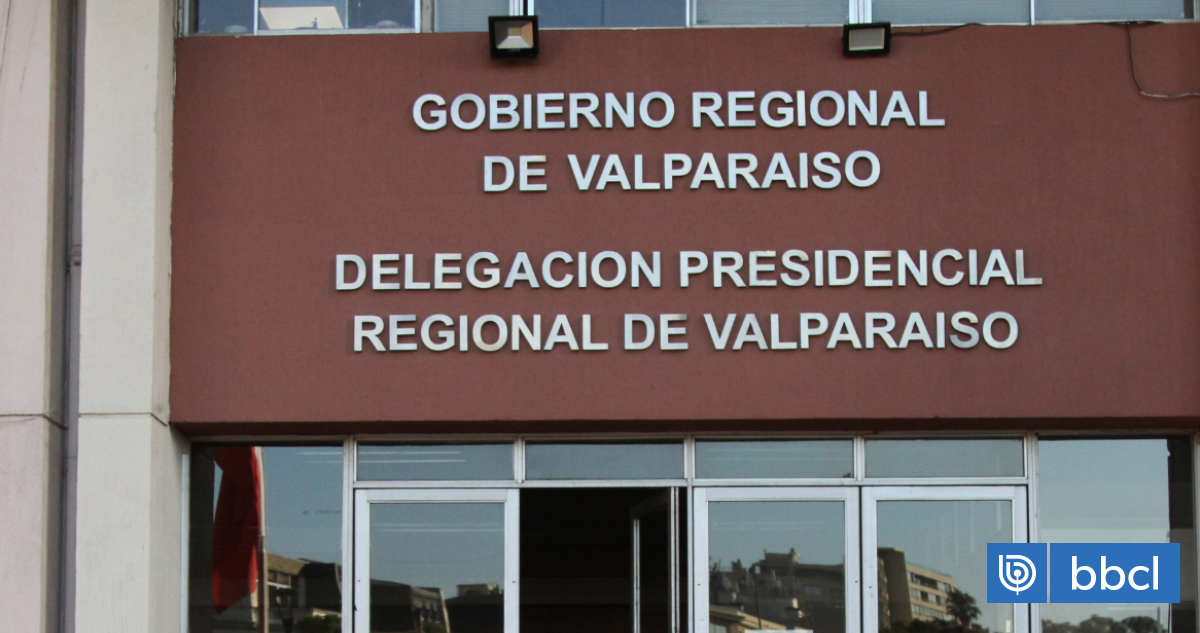 GOBIERNO REGIONAL
DE VALPARAISO
DELEGACION PRESIDENCIAL
REGIONAL DE VALPARAISO
bbcl